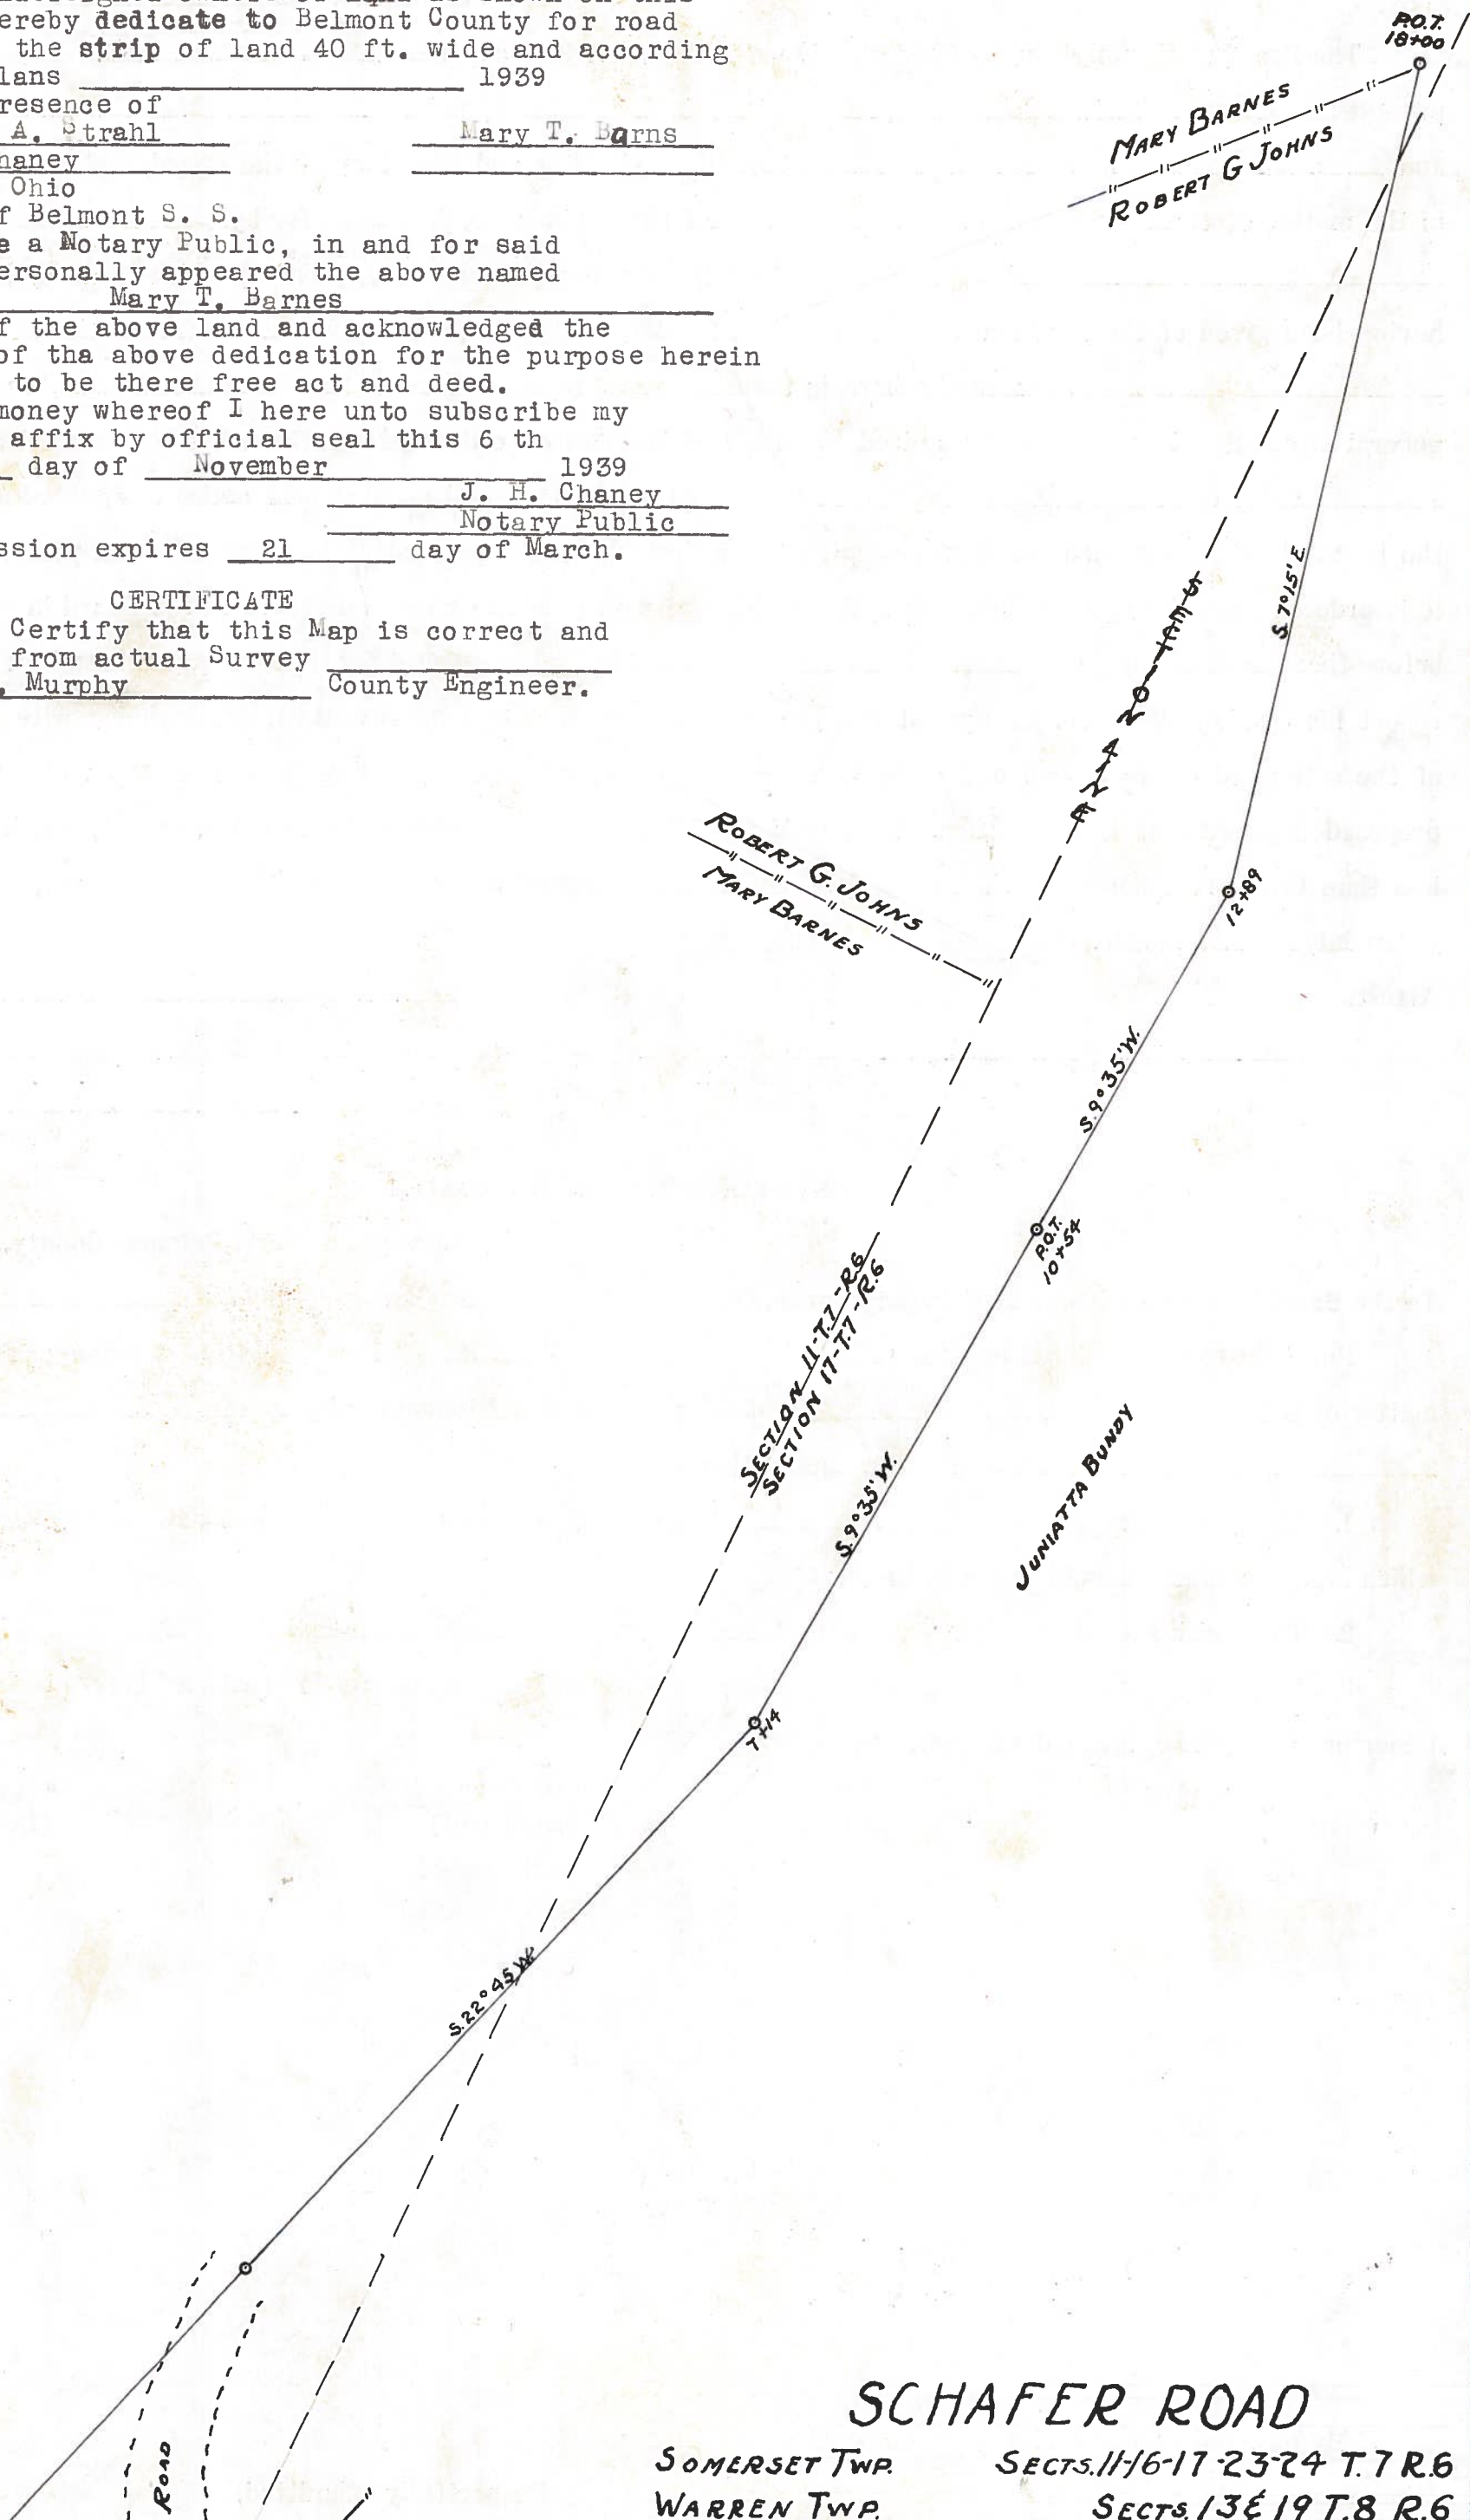 ereby dedicate to Belmont County for road
the strip of land 40 ft. wide and according
lans 1939
resence of
A. Strahl Mary T. Barns
haney
Ohio
f Belmont S. S.
e a Notary Public, in and for said
ersonally appeared the above named
Mary T. Barnes
f the above land and acknowledged the
of tha above dedication for the purpose herein
to be there free act and deed.
money whereof I here unto subscribe my
affix by official seal this 6 th
day of November 1939
J. H. Chaney
Notary Public
ssion expires 21 day of March.
CERTIFICATE
Certify that this Map is correct and
from actual Survey
. Murphy County Engineer.
P.O.T.
18+00
MARY BARNES
ROBERT G JOHNS
S. 7° 15' E.
12+89
ROBERT G. JOHNS
MARY BARNES
S. 9° 35' W.
P.O.T.
10+54
SECTION 11-T.7-R.6
SECTION 17-T.7-R.6
S. 9° 35' W.
JUNIATTA BUNDY
7+14
S. 22° 45 W.
ROAD
SCHAFER ROAD
SOMERSET TWP. SECTS. 11-16-17-23-24 T. 7 R.6
WARREN TWP. SECTS. 13 & 19 T.8 R.6